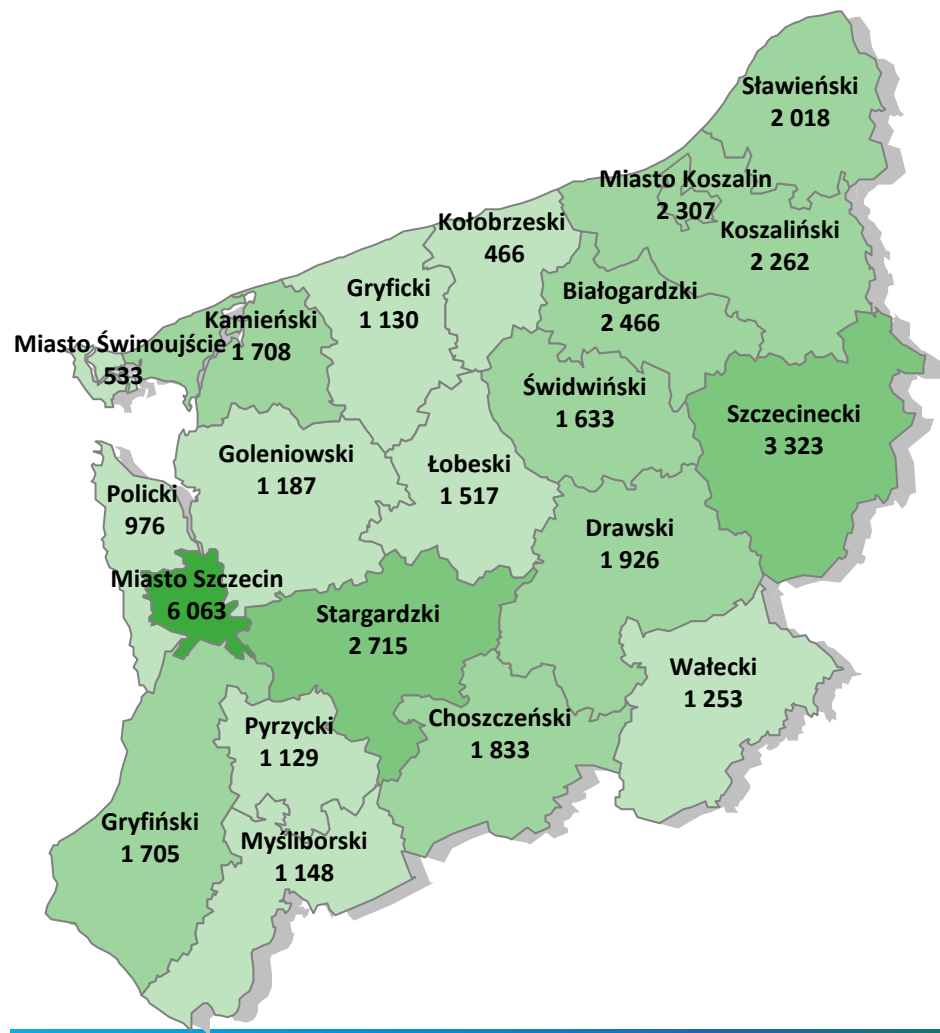 Sławieński
2 018
Miasto Koszalin
2 307
Kołobrzeski
466
Koszaliński
2 262
Gryficki
1 130
Białogardzki
2 466
Kamieński
1 708
Miasto Świnoujście
533
Świdwiński
1 633
Szczecinecki
3 323
Goleniowski
1 187
Łobeski
1 517
Policki
976
Drawski
1 926
Miasto Szczecin
6 063
Stargardzki
2 715
Wałecki
1 253
Choszczeński
1 833
Pyrzycki
1 129
Gryfiński
1 705
Myśliborski
1 148